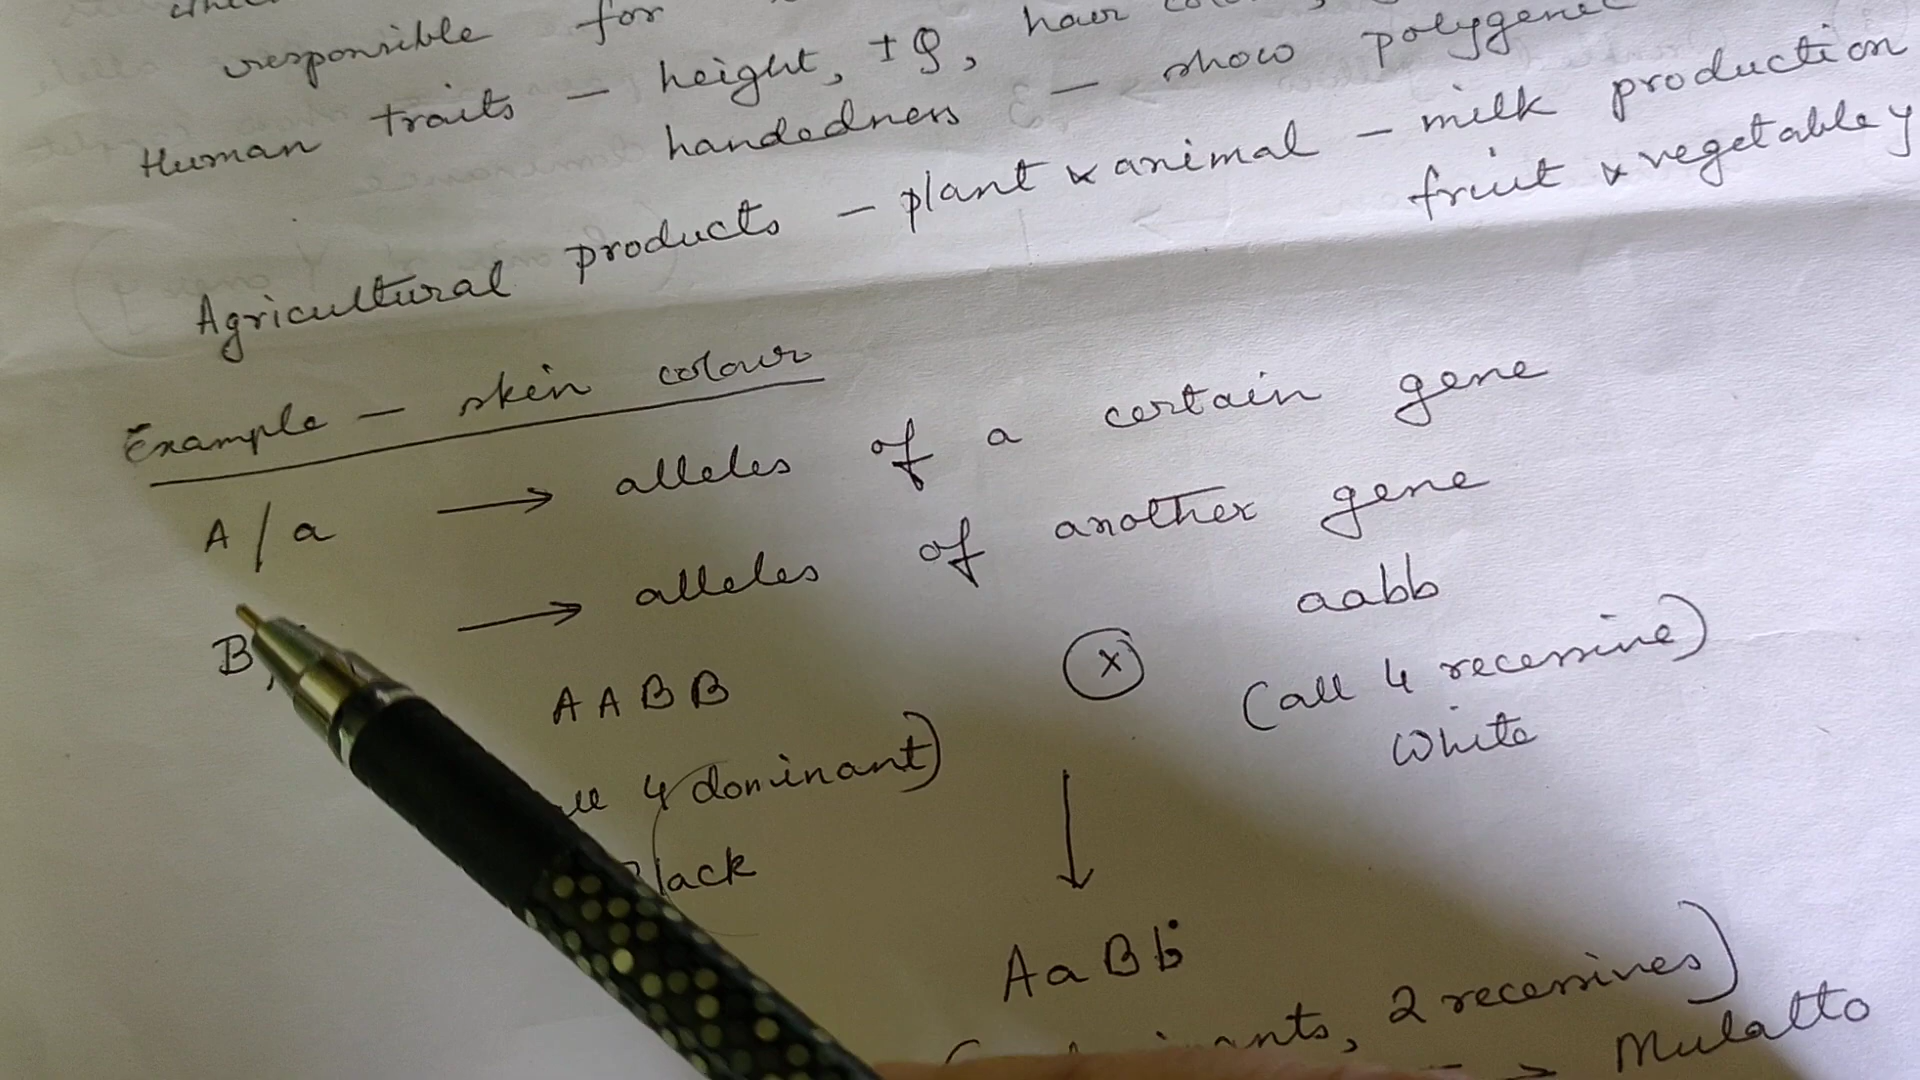 responsible for
Human traits — height, IQ, hair
handedness — show polygenic
Agricultural products — plant & animal — milk production
fruit & vegetable y
Example — skin colour
A / a → alleles of a certain gene
B → alleles of another gene
AABB ⊗ aabb
4 dominant) (all 4 recessive)
Black White
↓
AaBb
2 recessives)
→ Mulatto